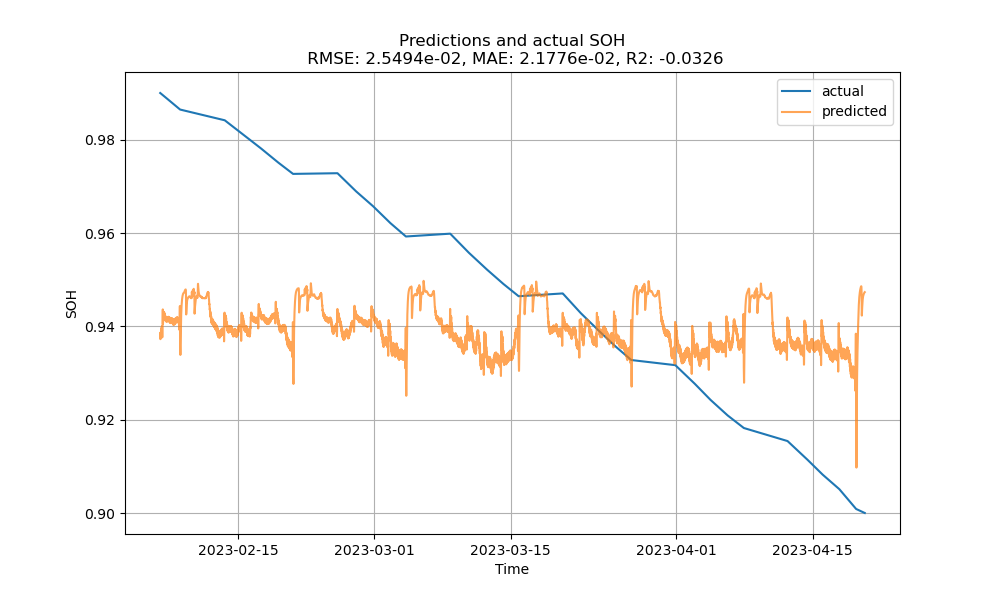 Predictions and actual SOH
RMSE: 2.5494e-02, MAE: 2.1776e-02, R2: -0.0326
actual
predicted
0.98
0.96
0.94
0.92
0.90
SOH
2023-02-15
2023-03-01
2023-03-15
2023-04-01
2023-04-15
Time